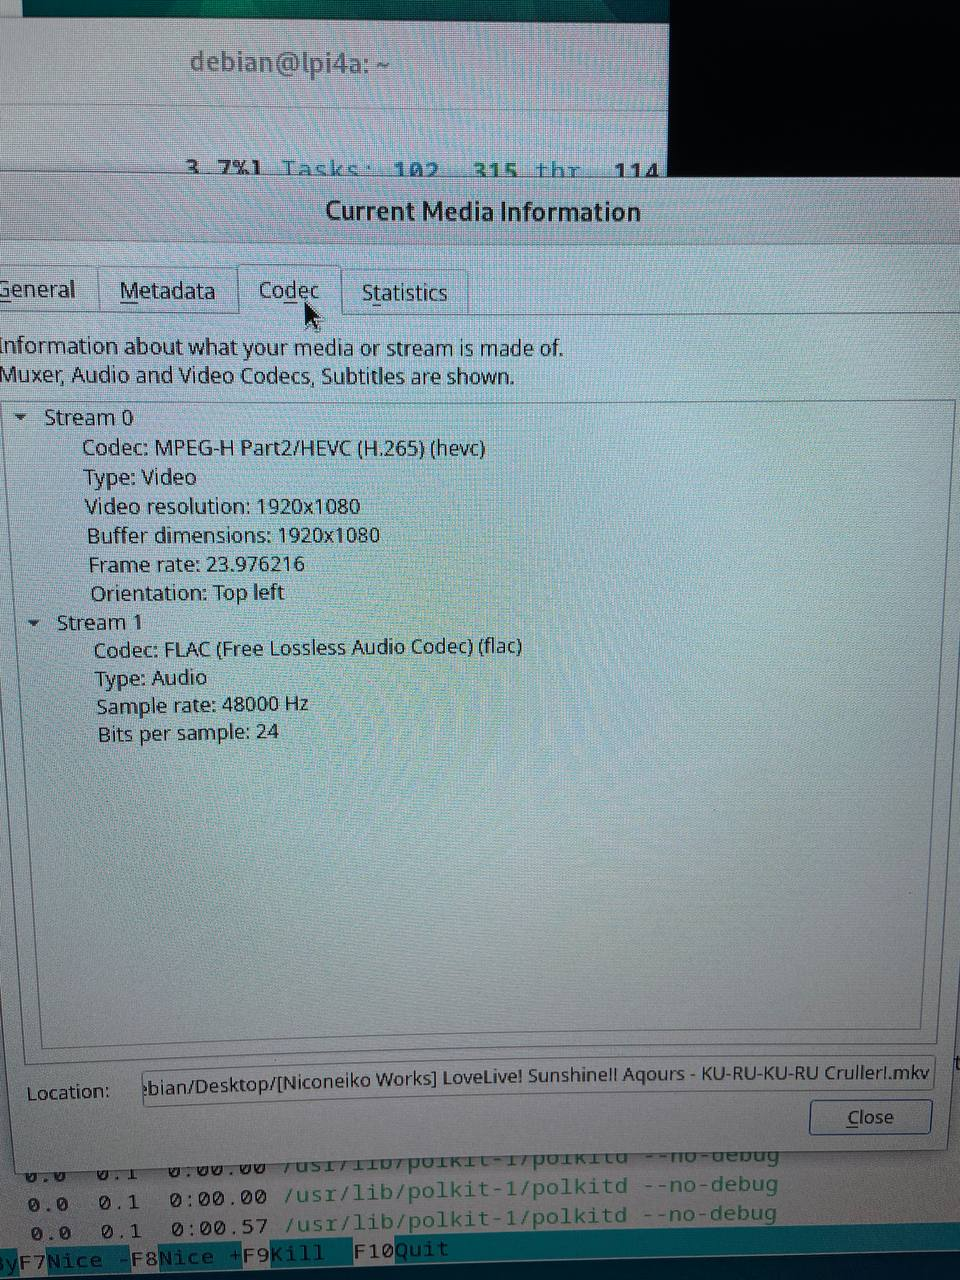 debian@lpi4a: ~
3 7%] Tasks: 102 315 thr 114
Current Media Information
General Metadata Codec Statistics
Information about what your media or stream is made of.
Muxer, Audio and Video Codecs, Subtitles are shown.
Stream 0
Codec: MPEG-H Part2/HEVC (H.265) (hevc)
Type: Video
Video resolution: 1920x1080
Buffer dimensions: 1920x1080
Frame rate: 23.976216
Orientation: Top left
Stream 1
Codec: FLAC (Free Lossless Audio Codec) (flac)
Type: Audio
Sample rate: 48000 Hz
Bits per sample: 24
Location: ebian/Desktop/[Niconeiko Works] LoveLive! Sunshine!! Aqours - KU-RU-KU-RU Cruller!.mkv
Close
0.0 0.1 0:00.00 /usr/lib/polkit-1/polkitd --no-debug
0.0 0.1 0:00.00 /usr/lib/polkit-1/polkitd --no-debug
0.0 0.1 0:00.57 /usr/lib/polkit-1/polkitd --no-debug
ByF7Nice -F8Nice +F9Kill F10Quit